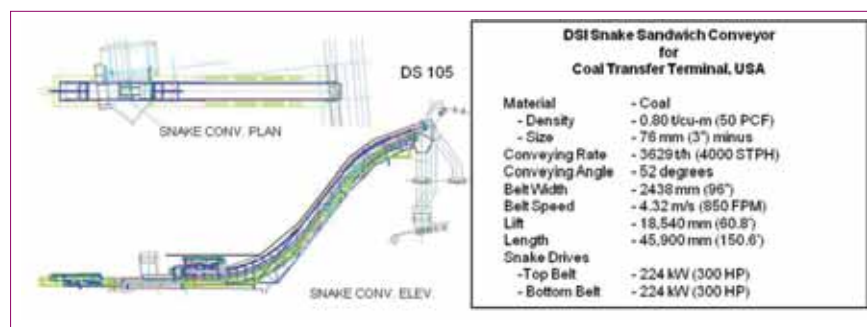 DS 105
SNAKE CONV. PLAN
SNAKE CONV. ELEV.
DSI Snake Sandwich Conveyor
for
Coal Transfer Terminal, USA
Material - Coal
- Density - 0.80 t/cu-m (50 PCF)
- Size - 76 mm (3") minus
Conveying Rate - 3629 t/h (4000 STPH)
Conveying Angle - 52 degrees
Belt Width - 2438 mm (96")
Belt Speed - 4.32 m/s (850 FPM)
Lift - 18,540 mm (60.8')
Length - 45,900 mm (150.6')
Snake Drives
-Top Belt - 224 kW (300 HP)
- Bottom Belt - 224 kW (300 HP)